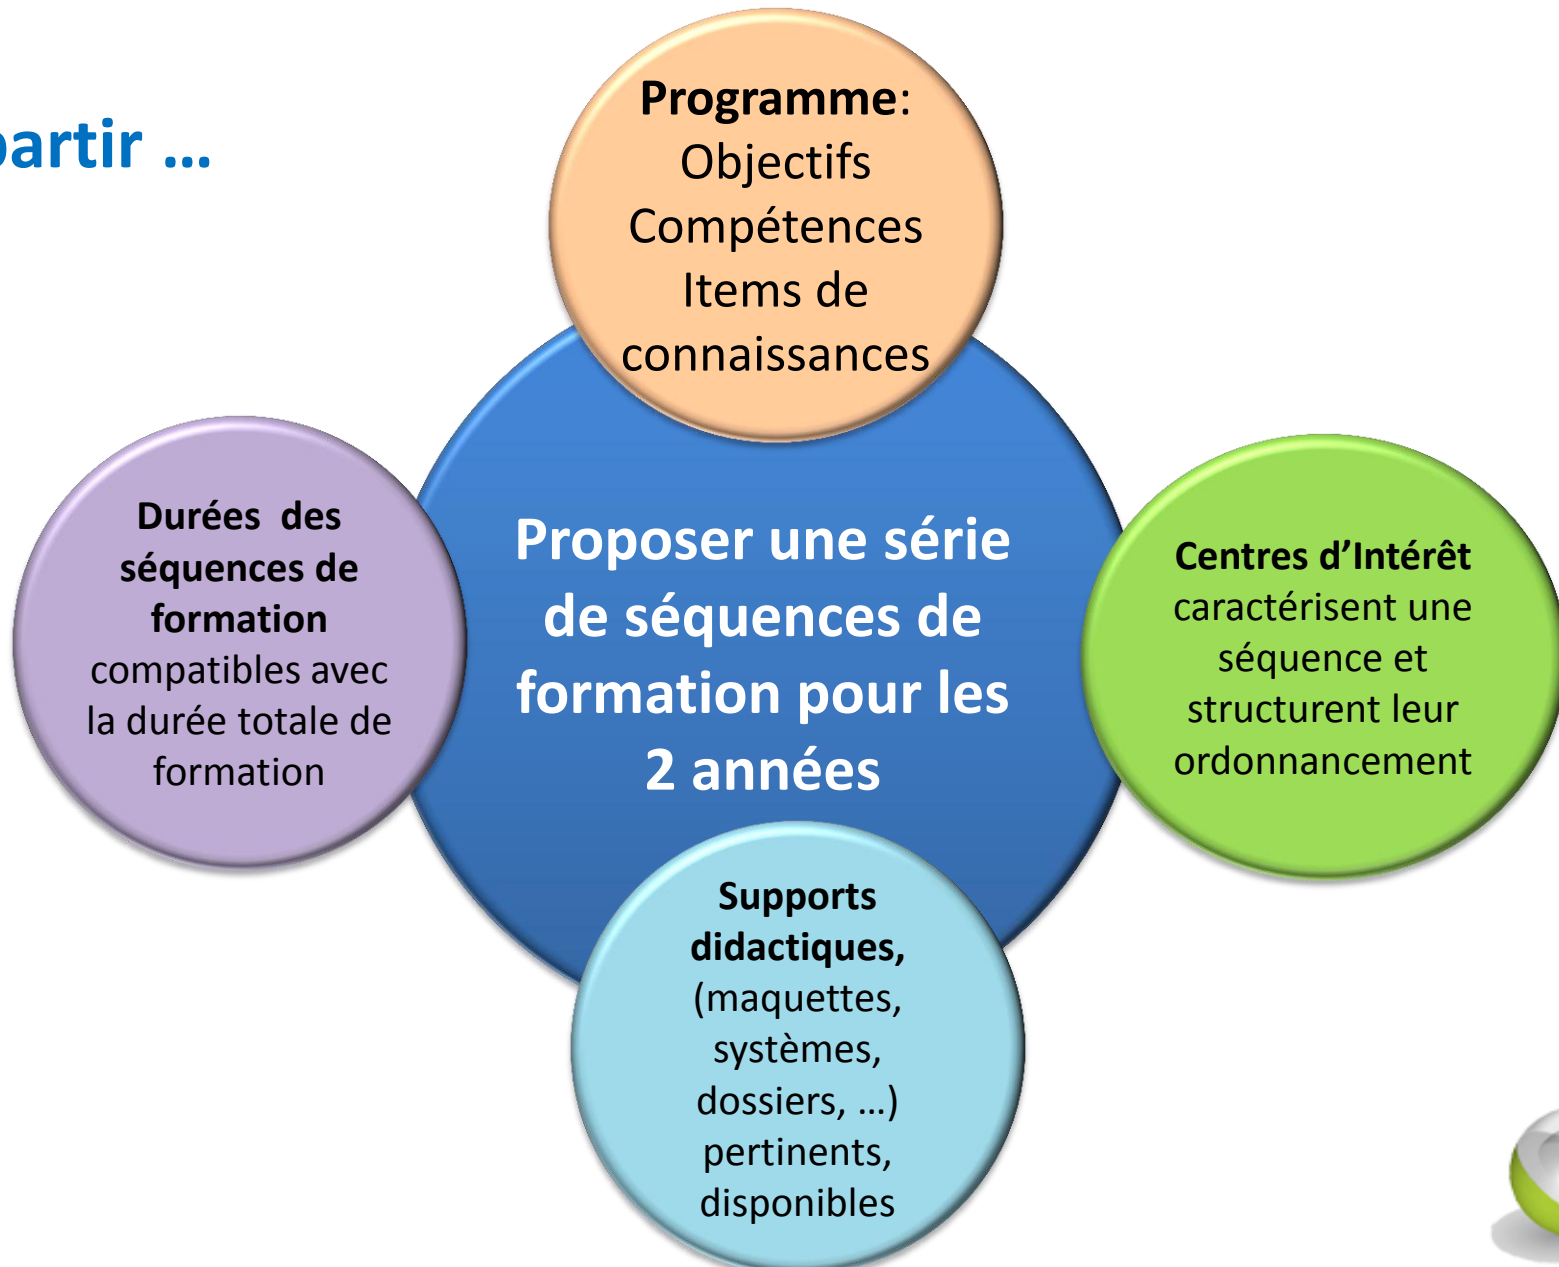 partir ...
Programme:
Objectifs
Compétences
Items de
connaissances
Durées des
séquences de
formation
compatibles avec
la durée totale de
formation
Proposer une série
de séquences de
formation pour les
2 années
Centres d’Intérêt
caractérisent une
séquence et
structurent leur
ordonnancement
Supports
didactiques,
(maquettes,
systèmes,
dossiers, ...)
pertinents,
disponibles